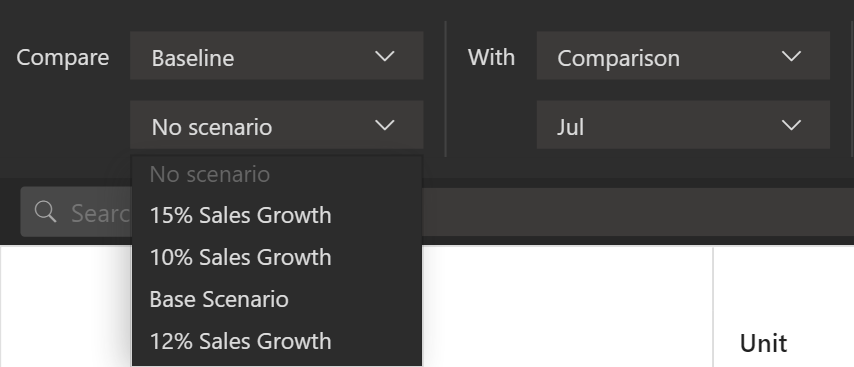 Compare Baseline With Comparison
No scenario Jul
No scenario
Searc
15% Sales Growth
10% Sales Growth
Base Scenario
12% Sales Growth
Unit